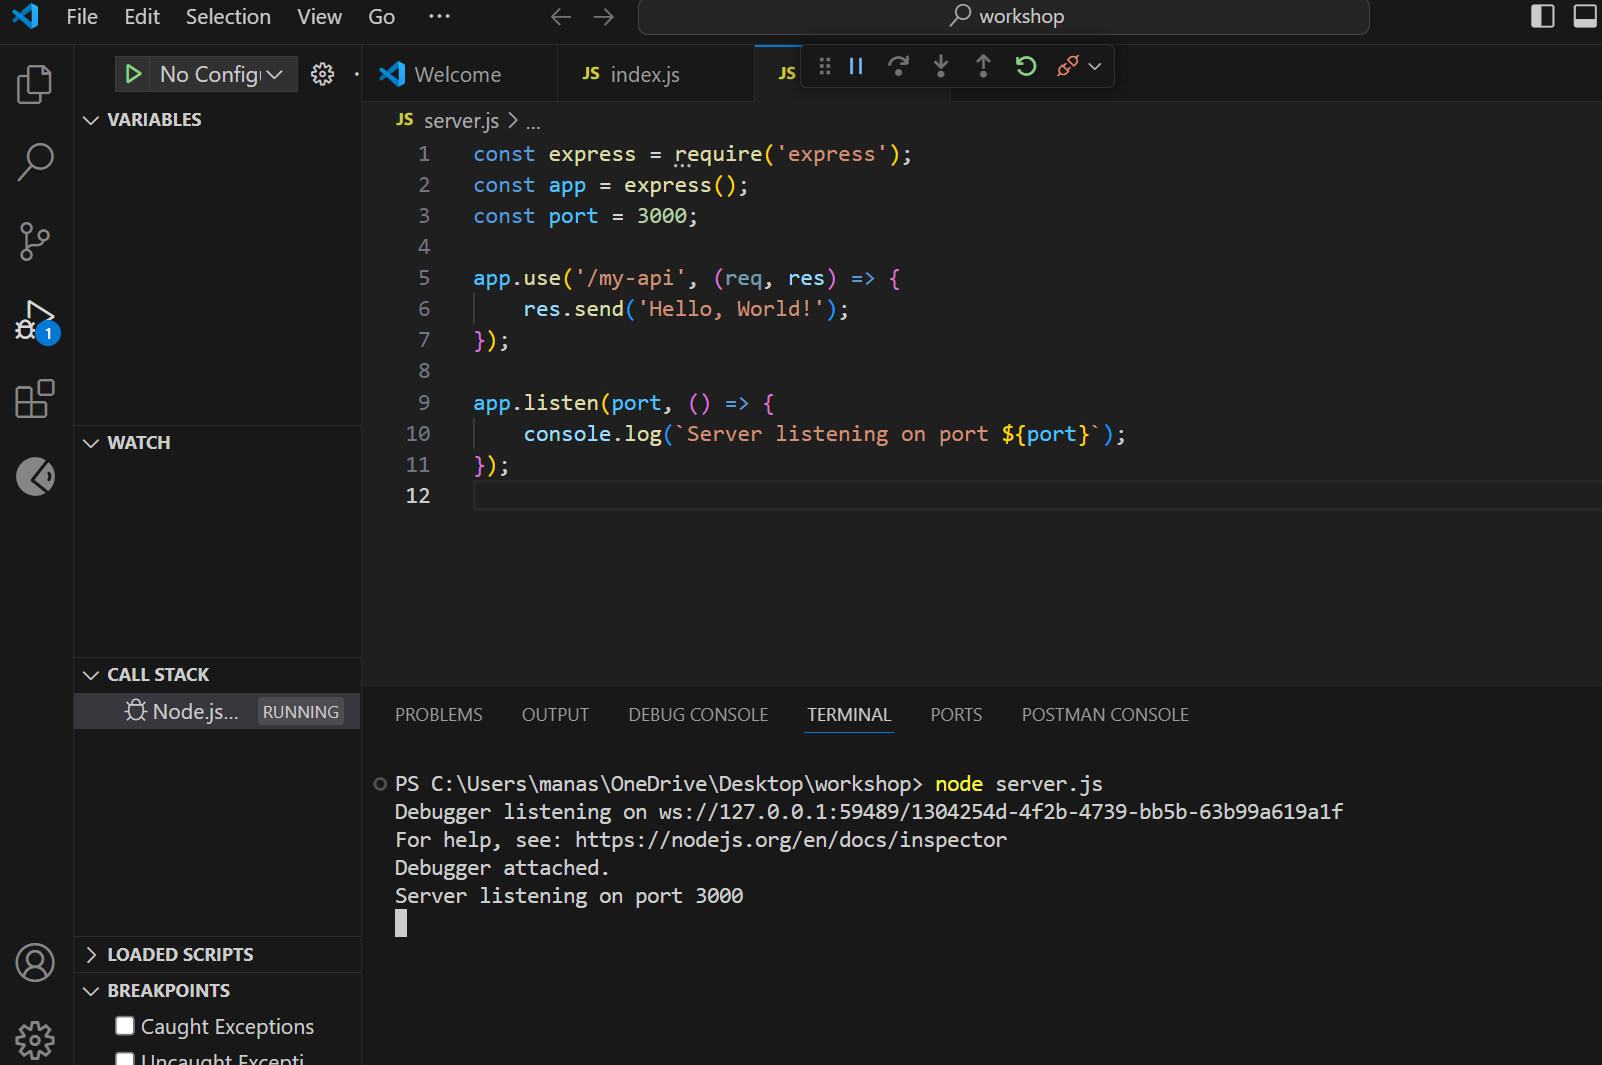 File Edit Selection View Go ···
workshop
No Config
Welcome
JS index.js
JS
VARIABLES
JS server.js > ...
1 const express = require('express');
2 const app = express();
3 const port = 3000;
4
5 app.use('/my-api', (req, res) => {
6 res.send('Hello, World!');
7 });
8
9 app.listen(port, () => {
10 console.log(`Server listening on port ${port}`);
11 });
12
1
WATCH
CALL STACK
Node.js... RUNNING
PROBLEMS OUTPUT DEBUG CONSOLE TERMINAL PORTS POSTMAN CONSOLE
PS C:\Users\manas\OneDrive\Desktop\workshop> node server.js
Debugger listening on ws://127.0.0.1:59489/1304254d-4f2b-4739-bb5b-63b99a619a1f
For help, see: https://nodejs.org/en/docs/inspector
Debugger attached.
Server listening on port 3000
LOADED SCRIPTS
BREAKPOINTS
Caught Exceptions
Uncaught Excepti